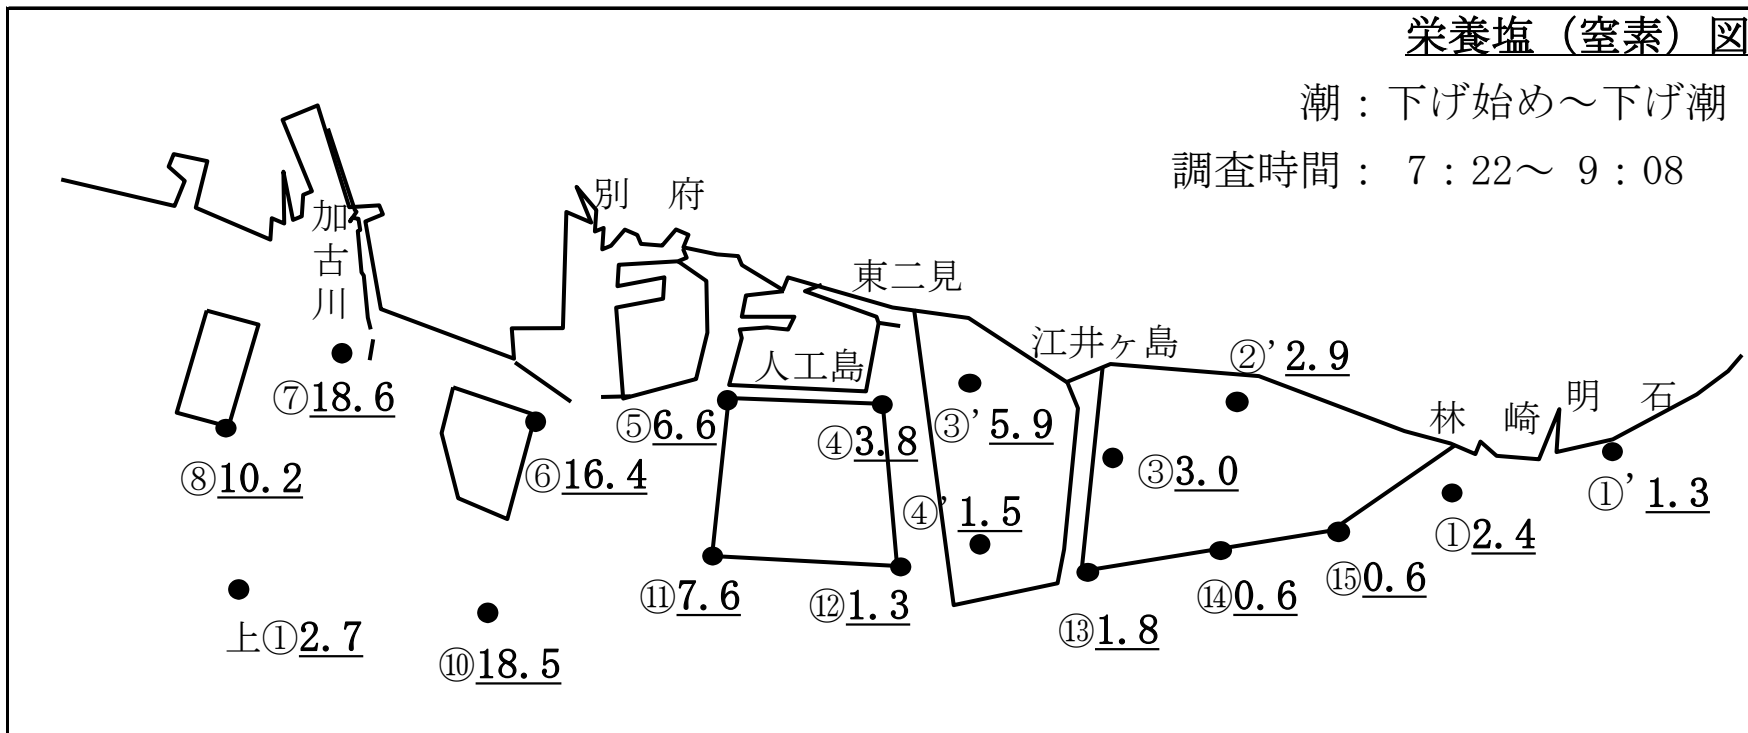 栄養塩（窒素）図
潮：下げ始め～下げ潮
調査時間： 7：22～ 9：08
別　府
加古川
東二見
江井ヶ島
②’2.9
人工島
林　崎
明　石
⑦18.6
⑤6.6
④3.8
③’5.9
⑧10.2
⑥16.4
③3.0
①’1.3
④’1.5
①2.4
⑪7.6
⑫1.3
⑭0.6
⑮0.6
上①2.7
⑩18.5
⑬1.8